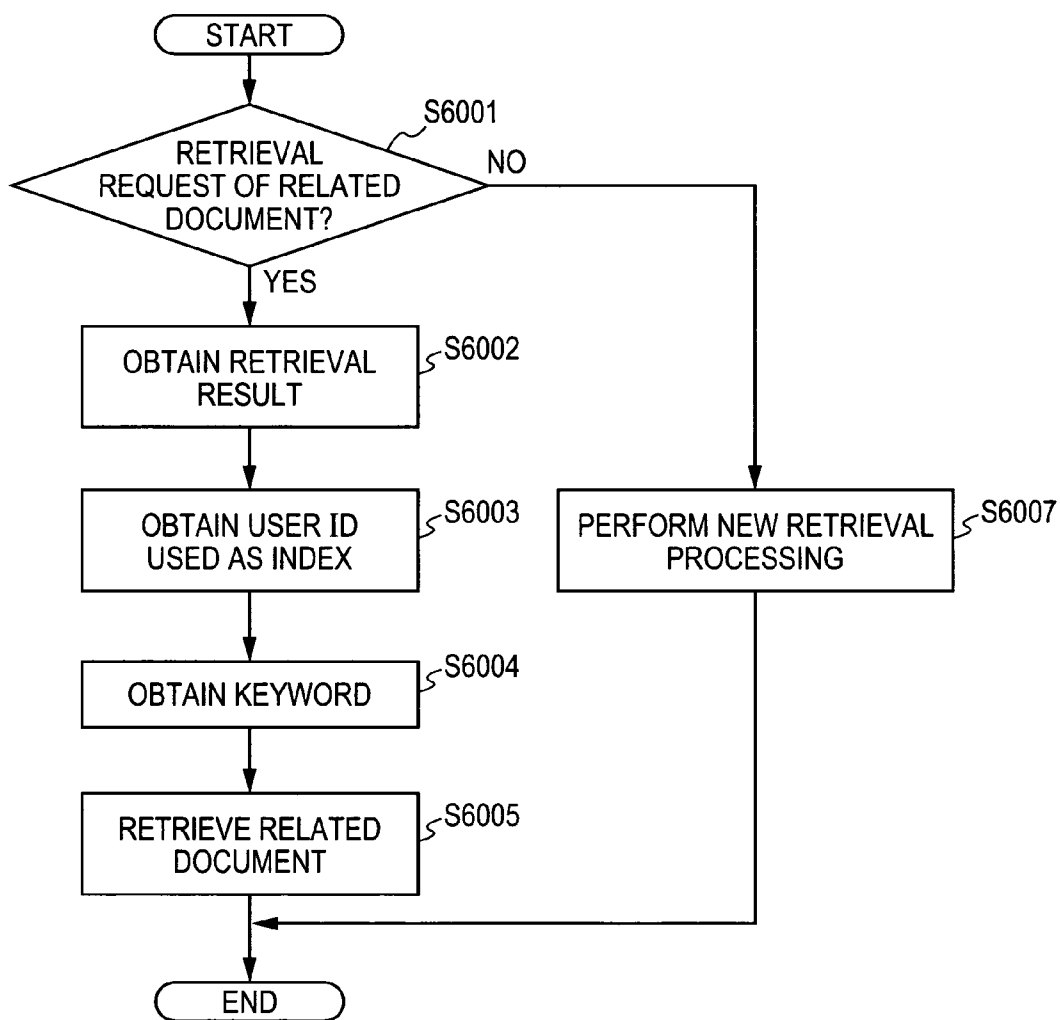 START
S6001
RETRIEVAL
REQUEST OF RELATED
DOCUMENT?
NO
YES
OBTAIN RETRIEVAL
RESULT
S6002
OBTAIN USER ID
USED AS INDEX
S6003
PERFORM NEW RETRIEVAL
PROCESSING
S6007
OBTAIN KEYWORD
S6004
RETRIEVE RELATED
DOCUMENT
S6005
END